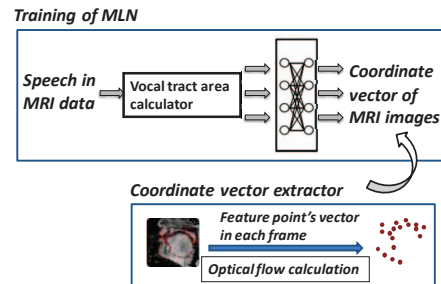 Training of MLN
Speech in
MRI data
Vocal tract area
calculator
Coordinate
vector of
MRI images
Coordinate vector extractor
Feature point's vector
in each frame
Optical flow calculation